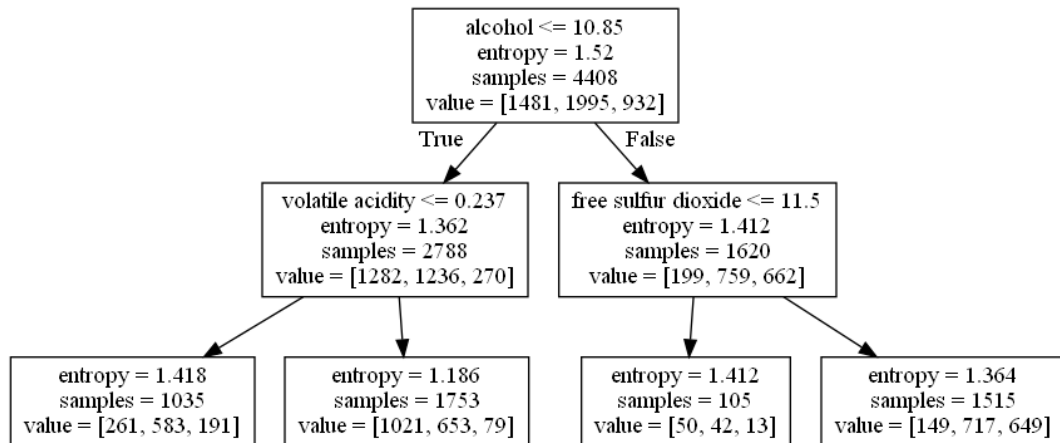 alcohol <= 10.85
entropy = 1.52
samples = 4408
value = [1481, 1995, 932]
True
False
volatile acidity <= 0.237
entropy = 1.362
samples = 2788
value = [1282, 1236, 270]
free sulfur dioxide <= 11.5
entropy = 1.412
samples = 1620
value = [199, 759, 662]
entropy = 1.418
samples = 1035
value = [261, 583, 191]
entropy = 1.186
samples = 1753
value = [1021, 653, 79]
entropy = 1.412
samples = 105
value = [50, 42, 13]
entropy = 1.364
samples = 1515
value = [149, 717, 649]